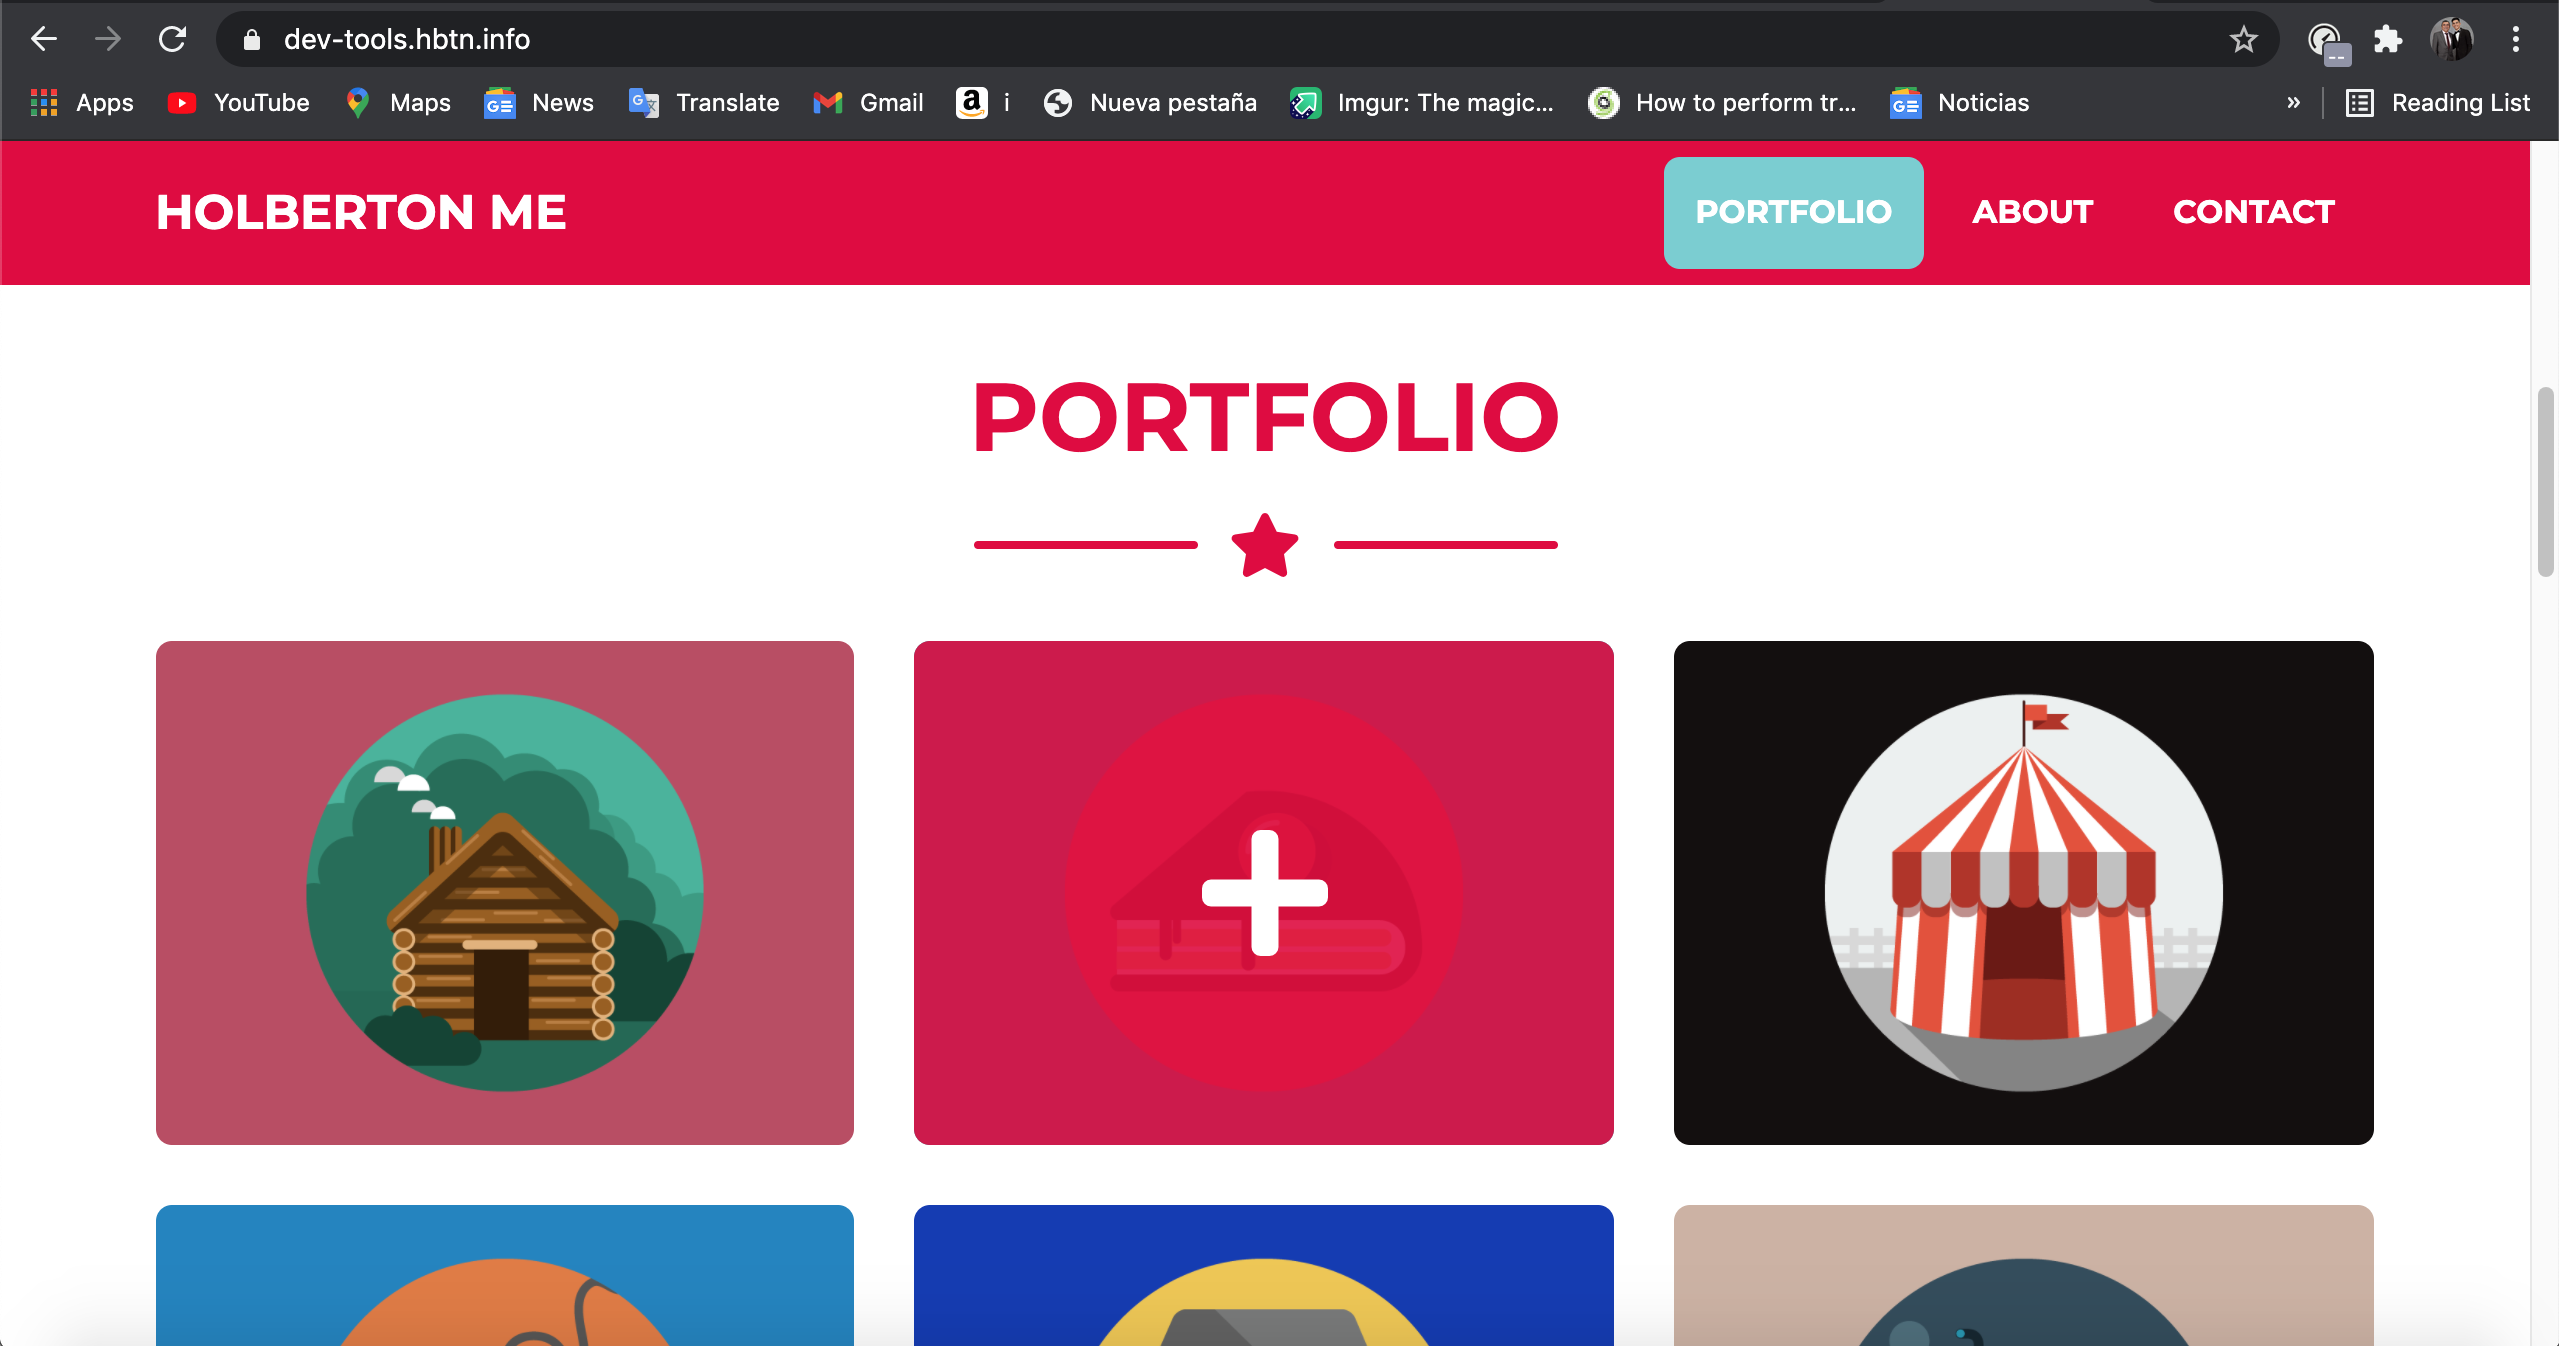 dev-tools.hbtn.info
Apps YouTube Maps News Translate Gmail i Nueva pestaña Imgur: The magic... How to perform tr... Noticias » Reading List
HOLBERTON ME PORTFOLIO ABOUT CONTACT
PORTFOLIO